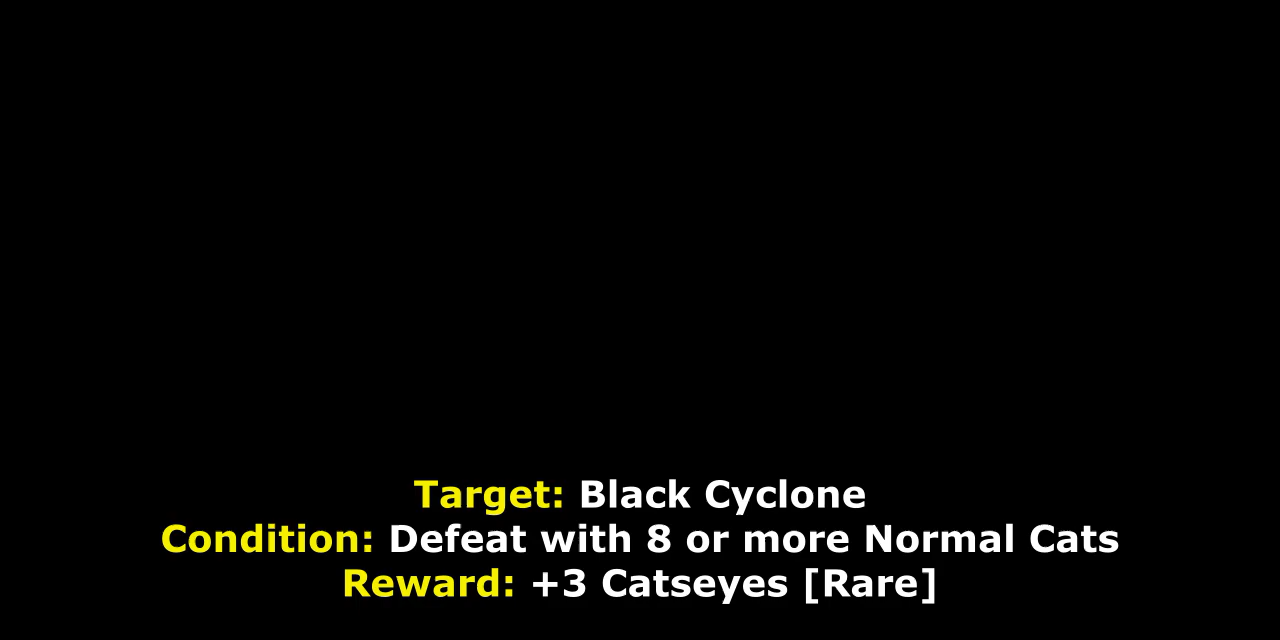 Target: Black Cyclone
Condition: Defeat with 8 or more Normal Cats
Reward: +3 Catseyes [Rare]